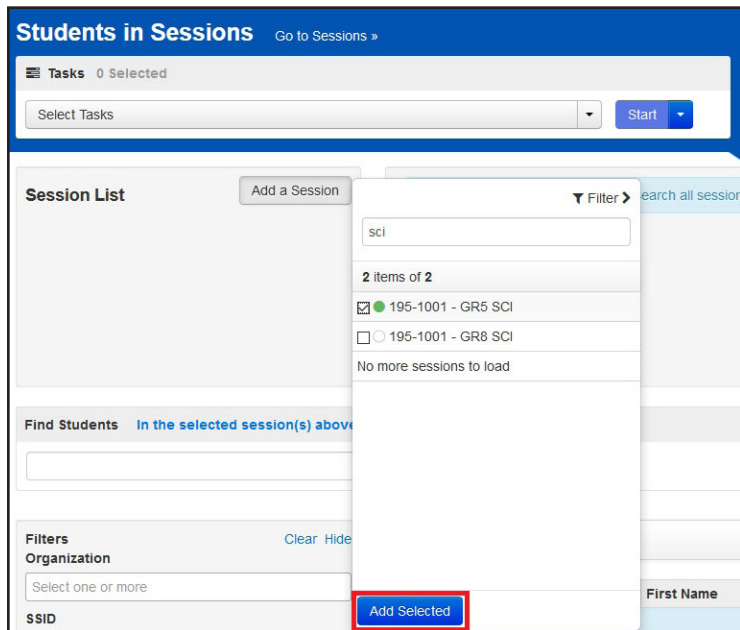 Students in Sessions Go to Sessions »
Tasks 0 Selected
Select Tasks Start
Session List Add a Session
Filter
earch all session
sci
2 items of 2
195-1001 - GR5 SCI
195-1001 - GR8 SCI
No more sessions to load
Find Students In the selected session(s) above
Filters Clear Hide
Organization
Select one or more
SSID
Add Selected
First Name